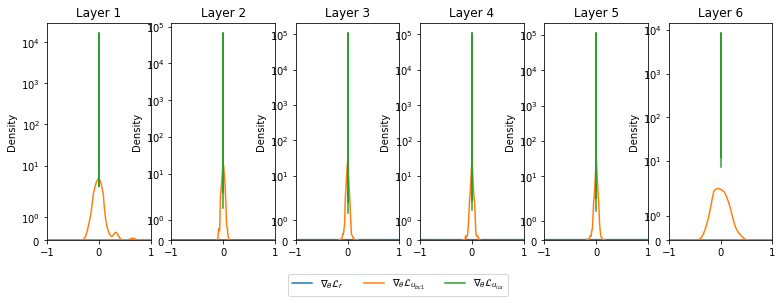 Layer 1 Layer 2 Layer 3 Layer 4 Layer 5 Layer 6
10⁴ 10⁵ 10⁵ 10⁵ 10⁵ 10⁴
10³ 10⁴ 10⁴ 10⁴ 10⁴ 10³
10² 10³ 10³ 10³ 10³ 10²
10¹ 10² 10² 10² 10² 10¹
10⁰ 10¹ 10¹ 10¹ 10¹ 10⁰
0 10⁰ 10⁰ 10⁰ 10⁰ 0
0 0 0 0
Density Density Density Density Density Density
−1 0 1 −1 0 1 −1 0 1 −1 0 1 −1 0 1 −1 0 1
∇θℒr ∇θℒu_bc1 ∇θℒu_ics